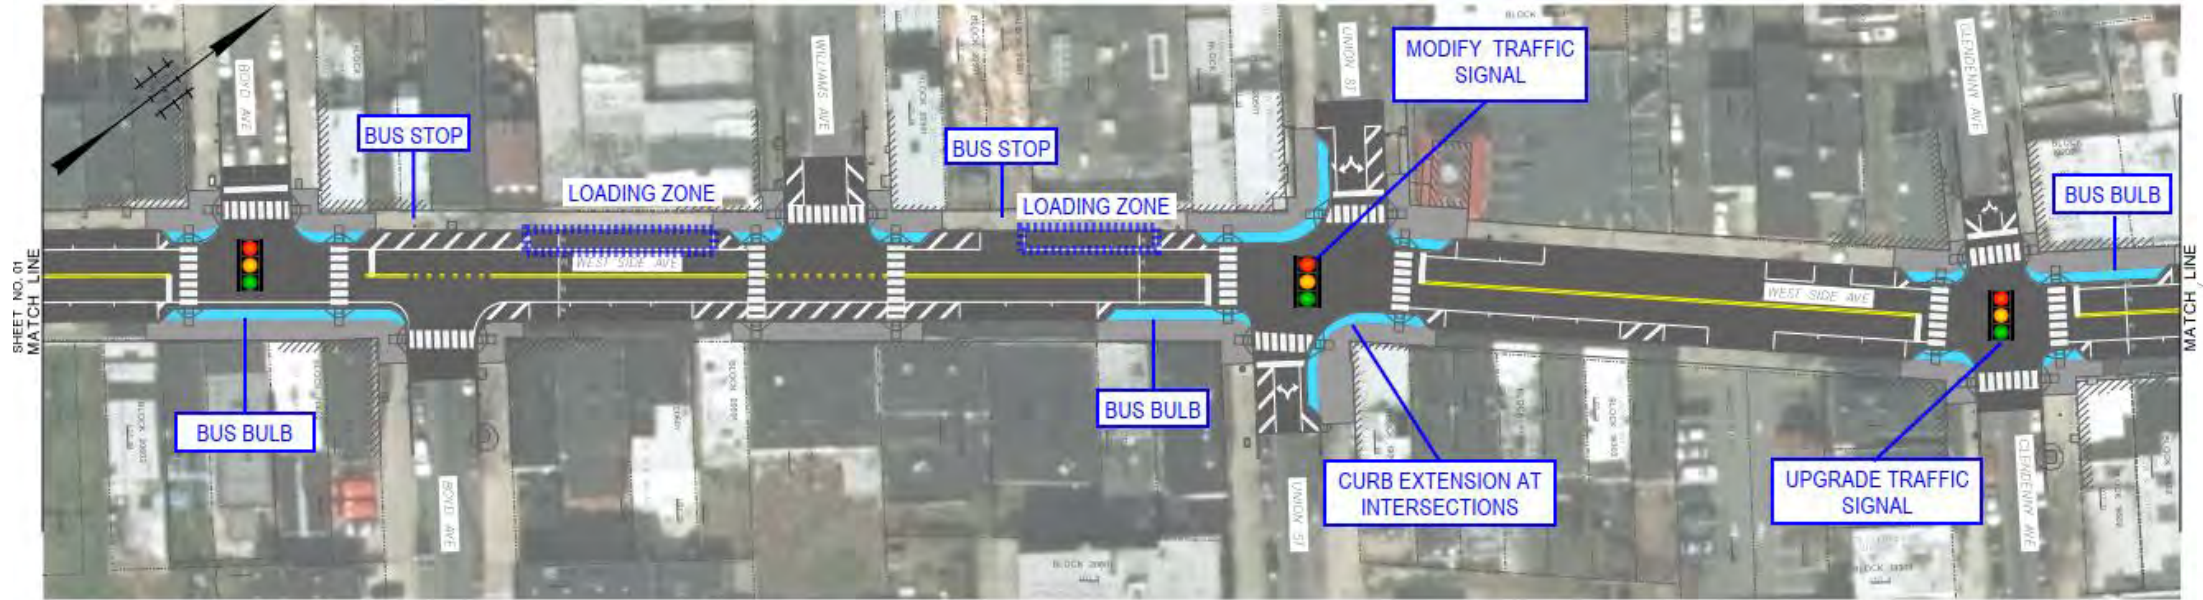 SHEET NO. 01
MATCH LINE
BOYD AVE
BUS STOP
LOADING ZONE
WILLIAMS AVE
BUS STOP
LOADING ZONE
UNION ST
MODIFY TRAFFIC
SIGNAL
GLENDENNY AVE
BUS BULB
MATCH LINE
WEST SIDE AVE
WEST SIDE AVE
BUS BULB
BOYD AVE
BUS BULB
UNION ST
CURB EXTENSION AT
INTERSECTIONS
UPGRADE TRAFFIC
SIGNAL
CLENDENNY AVE